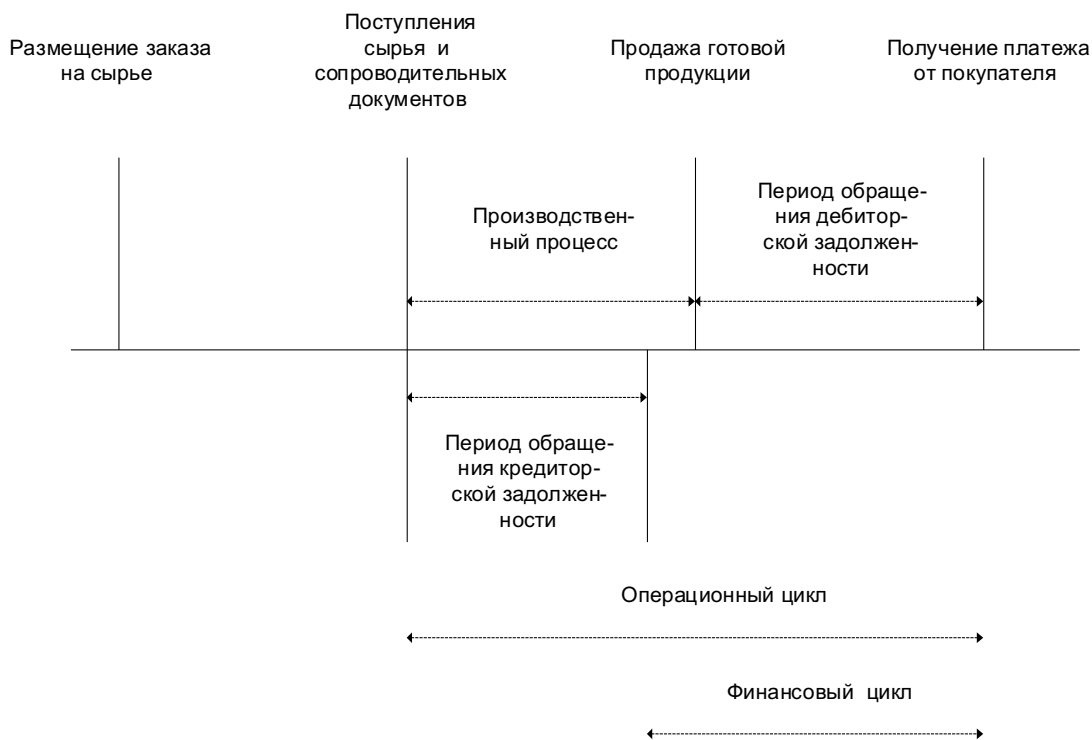 Размещение заказа
на сырье
Поступления
сырья и
сопроводительных
документов
Продажа готовой
продукции
Получение платежа
от покупателя
Производствен-
ный процесс
Период обраще-
ния дебитор-
ской задолжен-
ности
Период обраще-
ния кредитор-
ской задолжен-
ности
Операционный цикл
Финансовый цикл